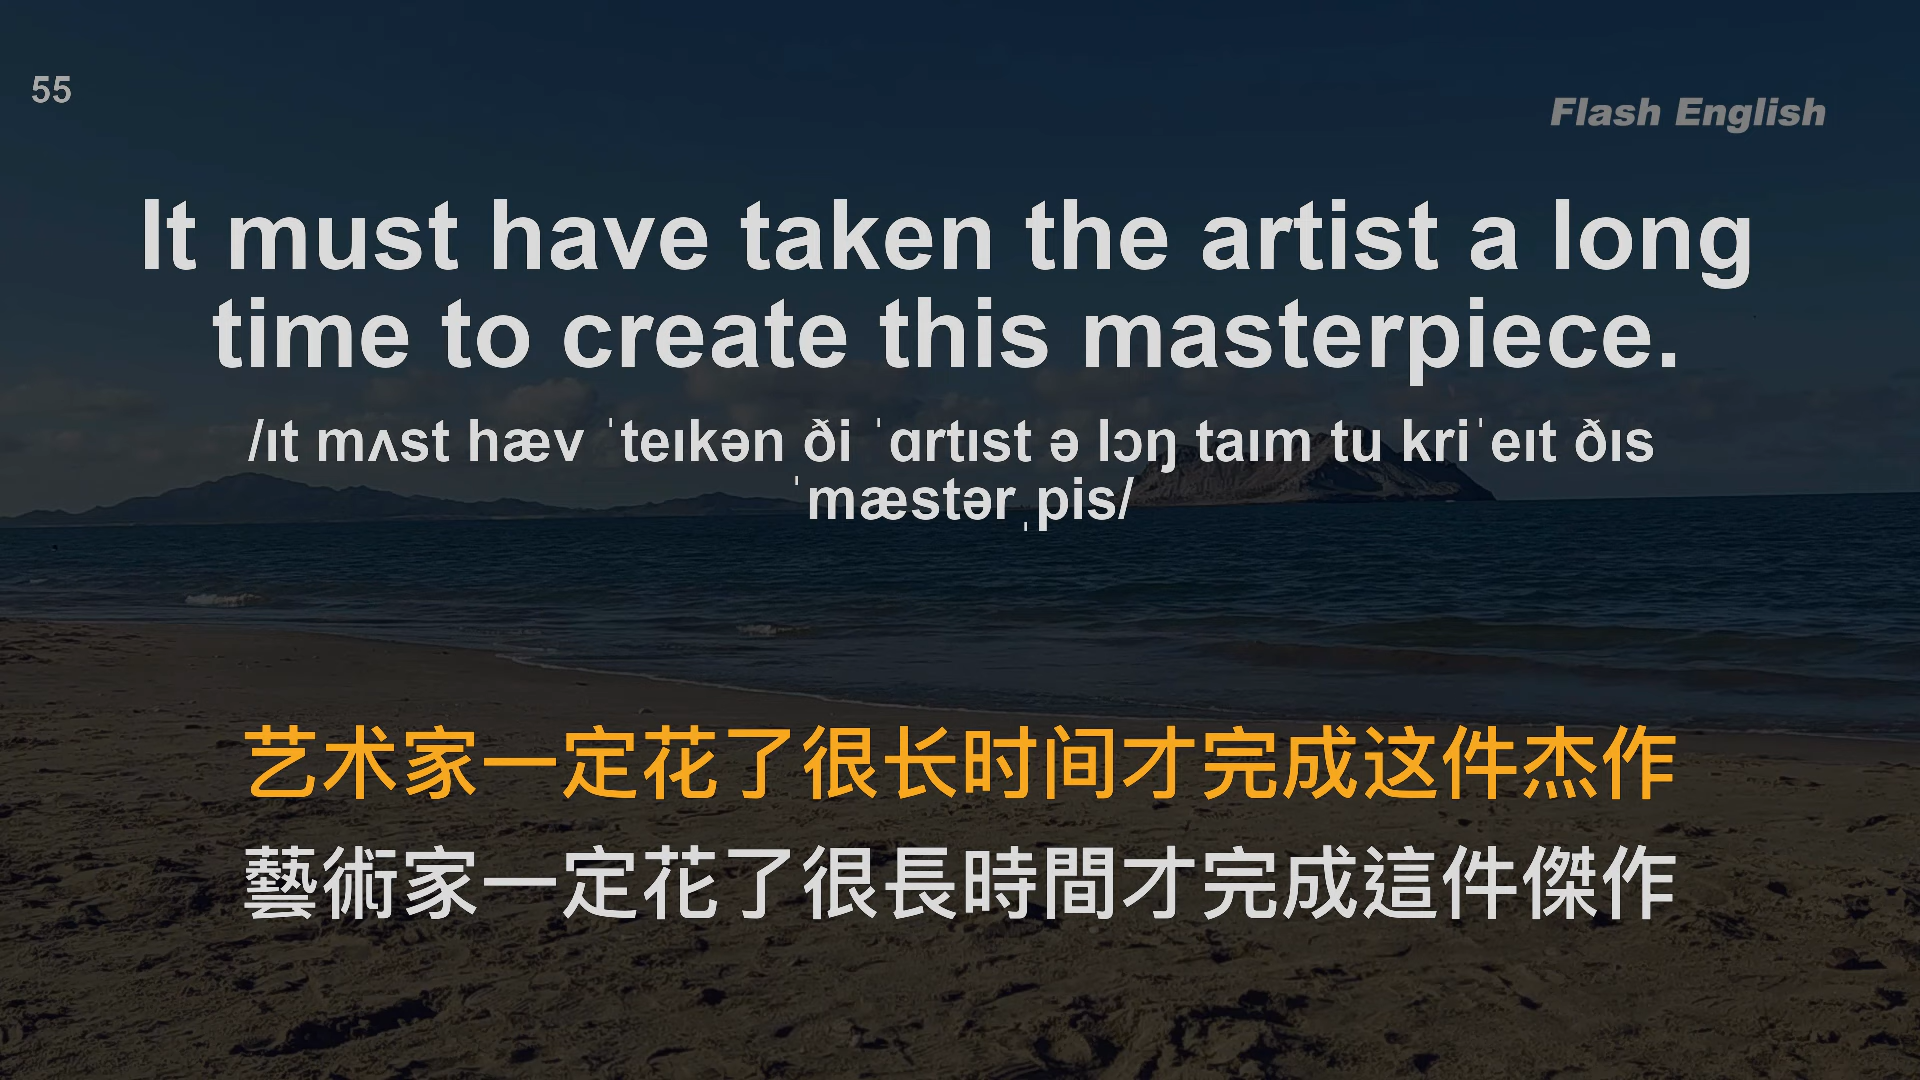 55
Flash English
It must have taken the artist a long
time to create this masterpiece.
/ɪt mʌst hæv ˈteɪkən ði ˈɑrtɪst ə lɔŋ taɪm tu kriˈeɪt ðɪs
ˈmæstərˌpis/
艺术家一定花了很长时间才完成这件杰作
藝術家一定花了很長時間才完成這件傑作